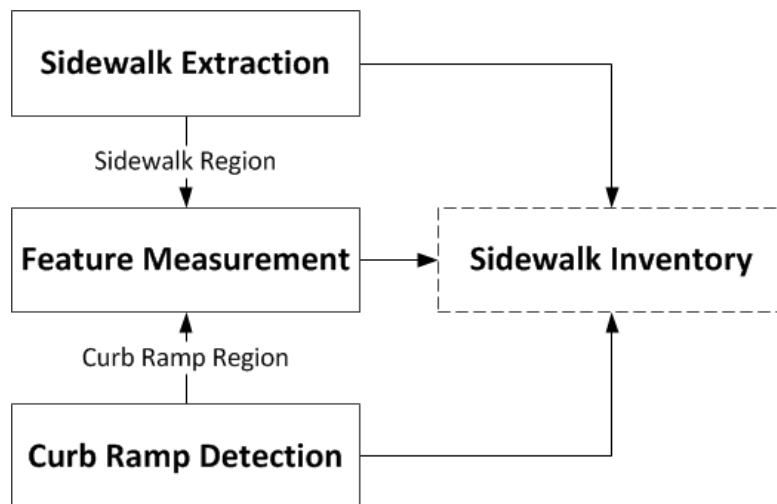 Sidewalk Extraction
Sidewalk Region
Feature Measurement
Sidewalk Inventory
Curb Ramp Region
Curb Ramp Detection